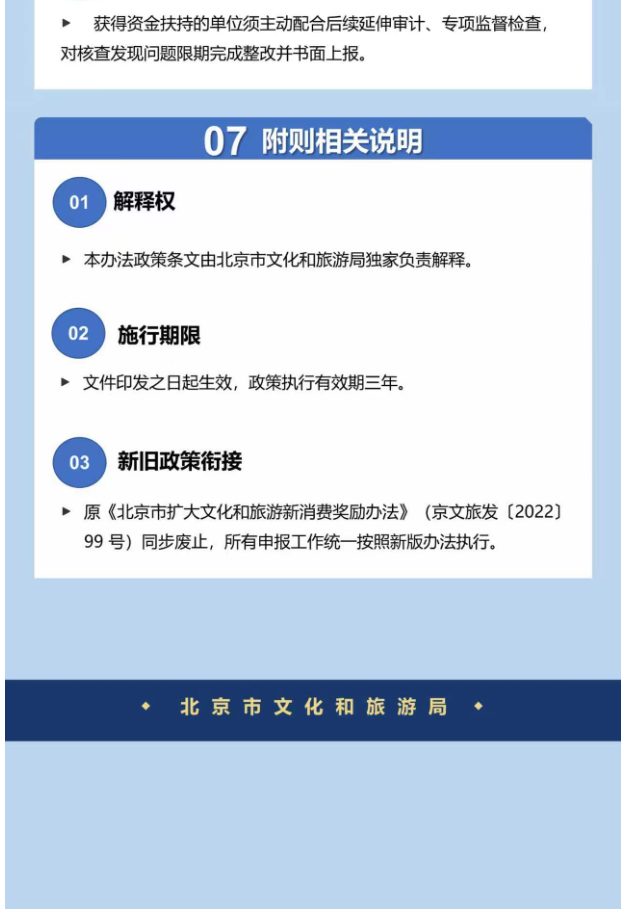 ▶ 获得资金扶持的单位须主动配合后续延伸审计、专项监督检查，
对核查发现问题限期完成整改并书面上报。
07 附则相关说明
01 解释权
▶ 本办法政策条文由北京市文化和旅游局独家负责解释。
02 施行期限
▶ 文件印发之日起生效，政策执行有效期三年。
03 新旧政策衔接
▶ 原《北京市扩大文化和旅游新消费奖励办法》（京文旅发〔2022〕
99 号）同步废止，所有申报工作统一按照新版办法执行。
北京市文化和旅游局